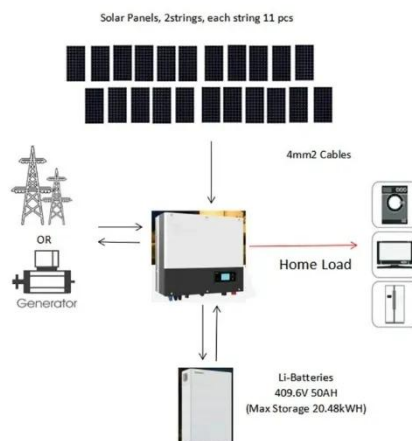 Solar Panels, 2strings, each string 11 pcs
4mm2 Cables
OR
Home Load
Generator
Li-Batteries
409.6V 50AH
(Max Storage 20.48kWH)